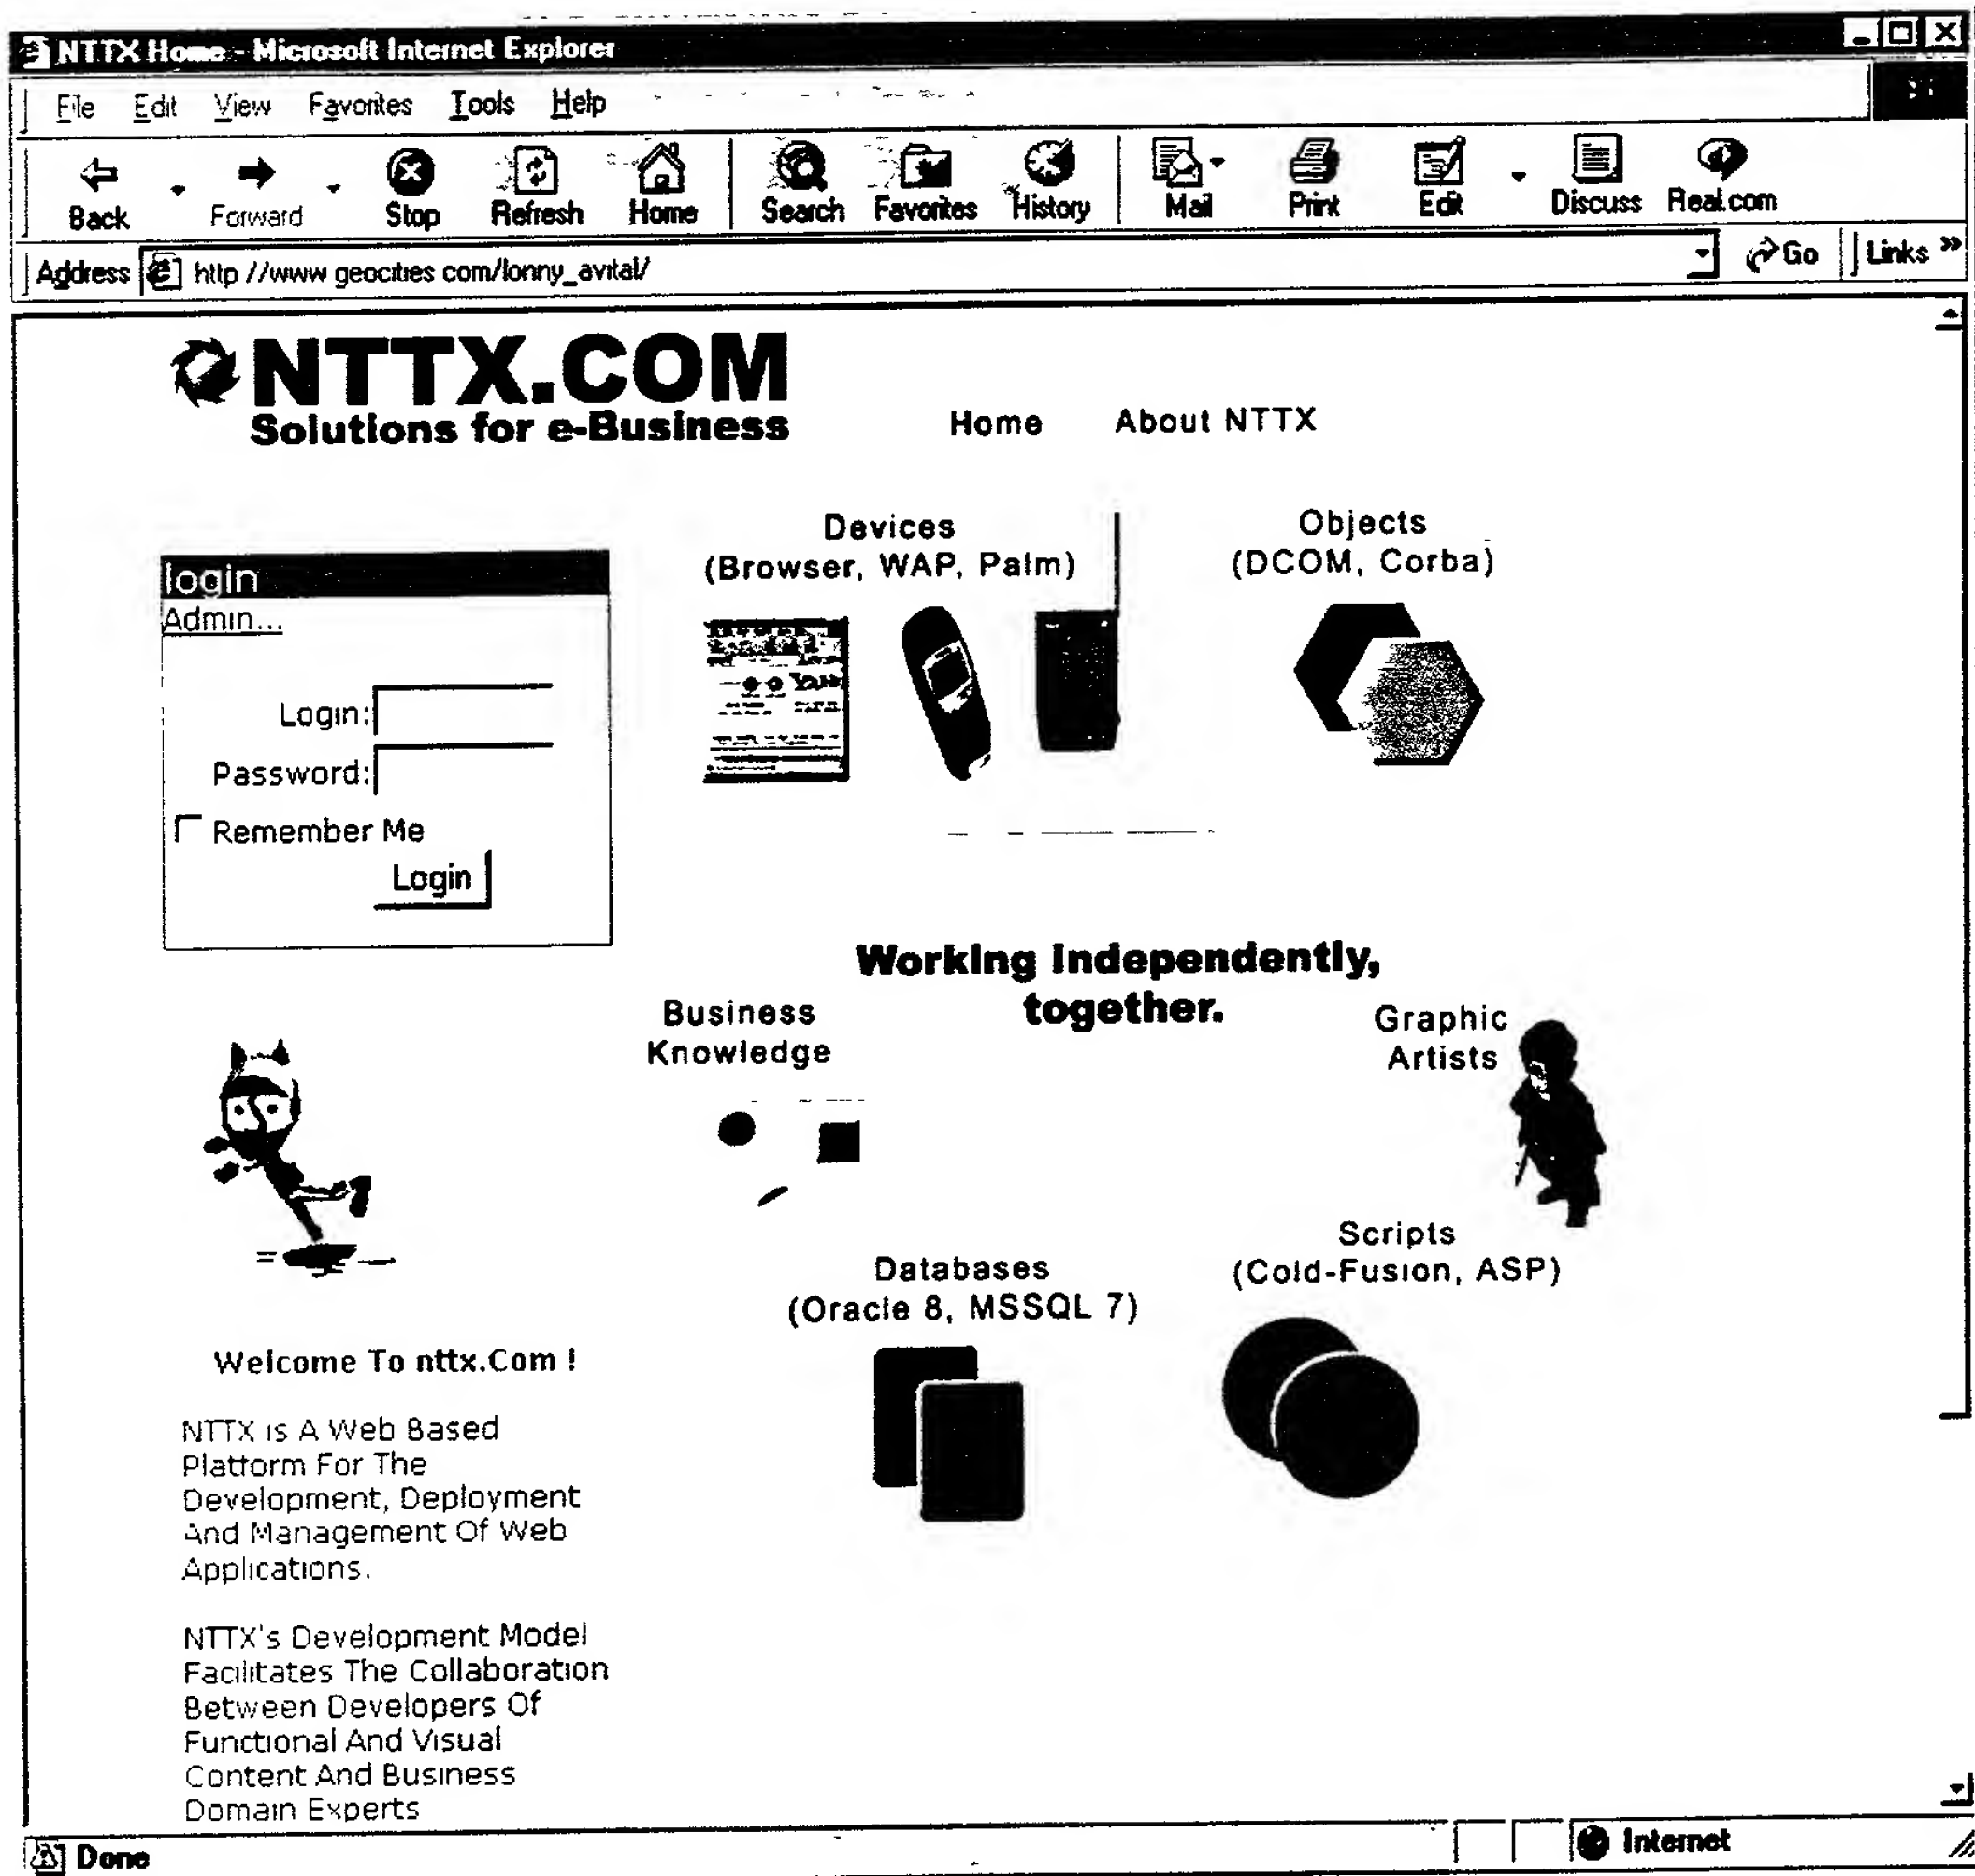 NTTX Home - Microsoft Internet Explorer
File Edit View Favorites Tools Help
Back Forward Stop Refresh Home Search Favorites History Mail Print Edit Discuss Real.com
Address http //www geocities com/lonny_avital/ Go Links »
NTTX.COM
Solutions for e-Business
Home About NTTX
login
Admin...
Login:
Password:
Remember Me
Login
Devices
(Browser, WAP, Palm)
Objects
(DCOM, Corba)
Working Independently,
together.
Business
Knowledge
Graphic
Artists
Databases
(Oracle 8, MSSQL 7)
Scripts
(Cold-Fusion, ASP)
Welcome To nttx.Com !
NTTX is A Web Based
Platform For The
Development, Deployment
And Management Of Web
Applications.
NTTX's Development Model
Facilitates The Collaboration
Between Developers Of
Functional And Visual
Content And Business
Domain Experts
Done Internet